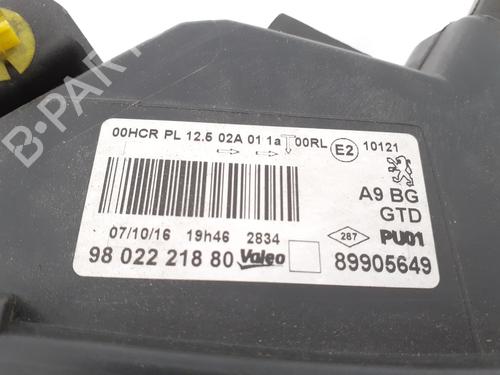 B-PART
00HCR PL 12.5 02A 01 1a 00RL E2 10121
A9 BG
GTD
07/10/16 19h46 2834
287 PU01
98 022 218 80 Valeo 89905649